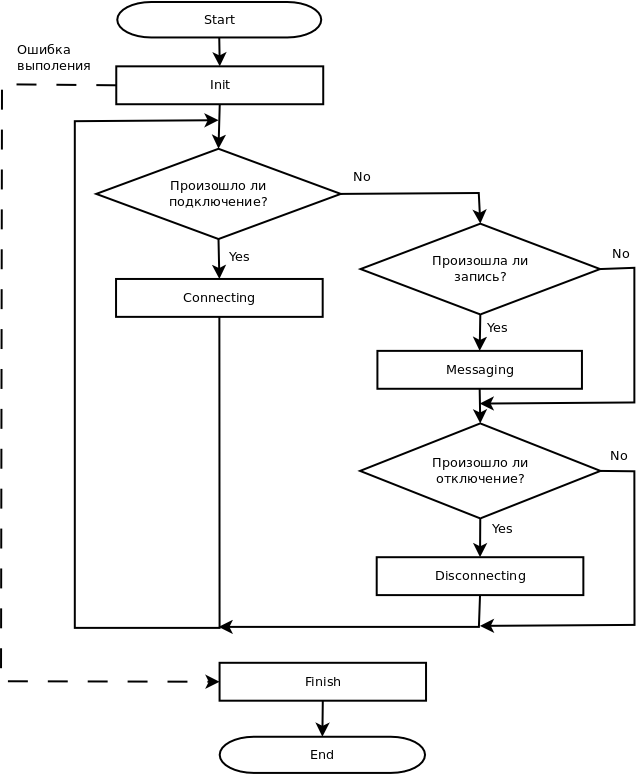 Start
Ошибка
выполения
Init
Произошло ли
подключение?
No
Yes
Произошла ли
запись?
No
Connecting
Yes
Messaging
Произошло ли
отключение?
No
Yes
Disconnecting
Finish
End